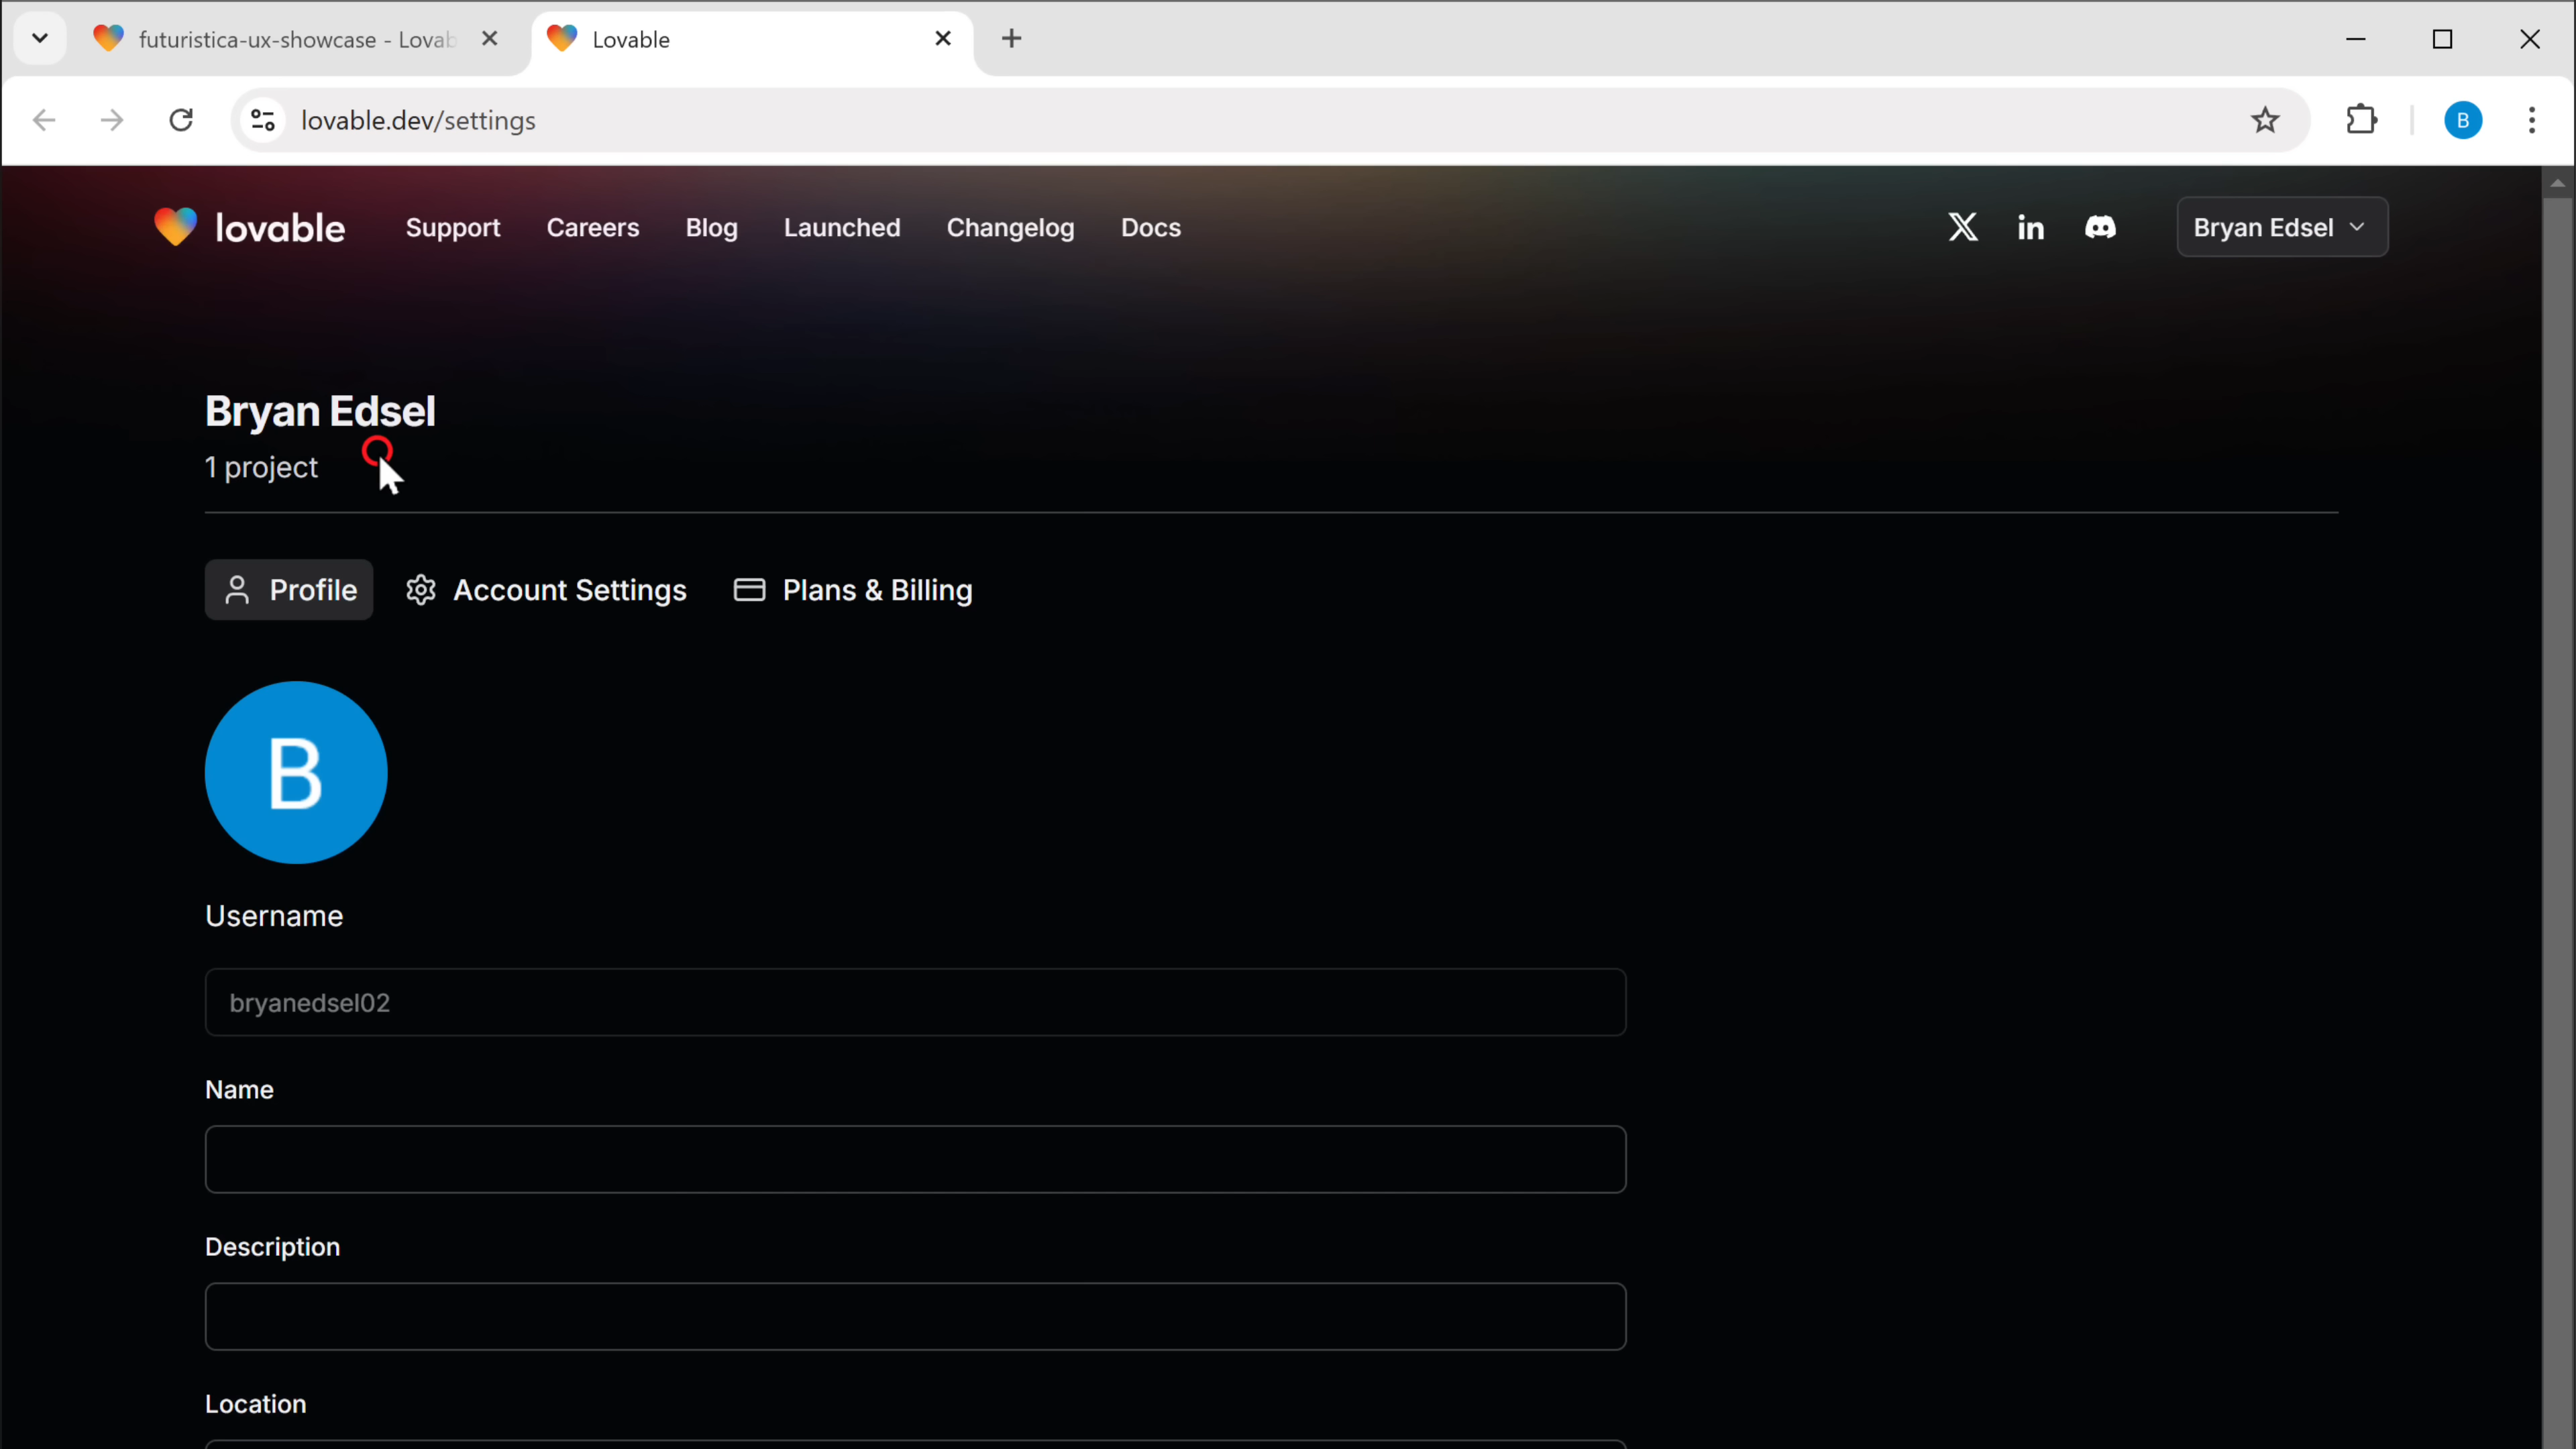 futuristica-ux-showcase - Lovab
Lovable
lovable.dev/settings
B
lovable
Support
Careers
Blog
Launched
Changelog
Docs
Bryan Edsel
Bryan Edsel
1 project
Profile
Account Settings
Plans & Billing
B
Username
bryanedsel02
Name
Description
Location